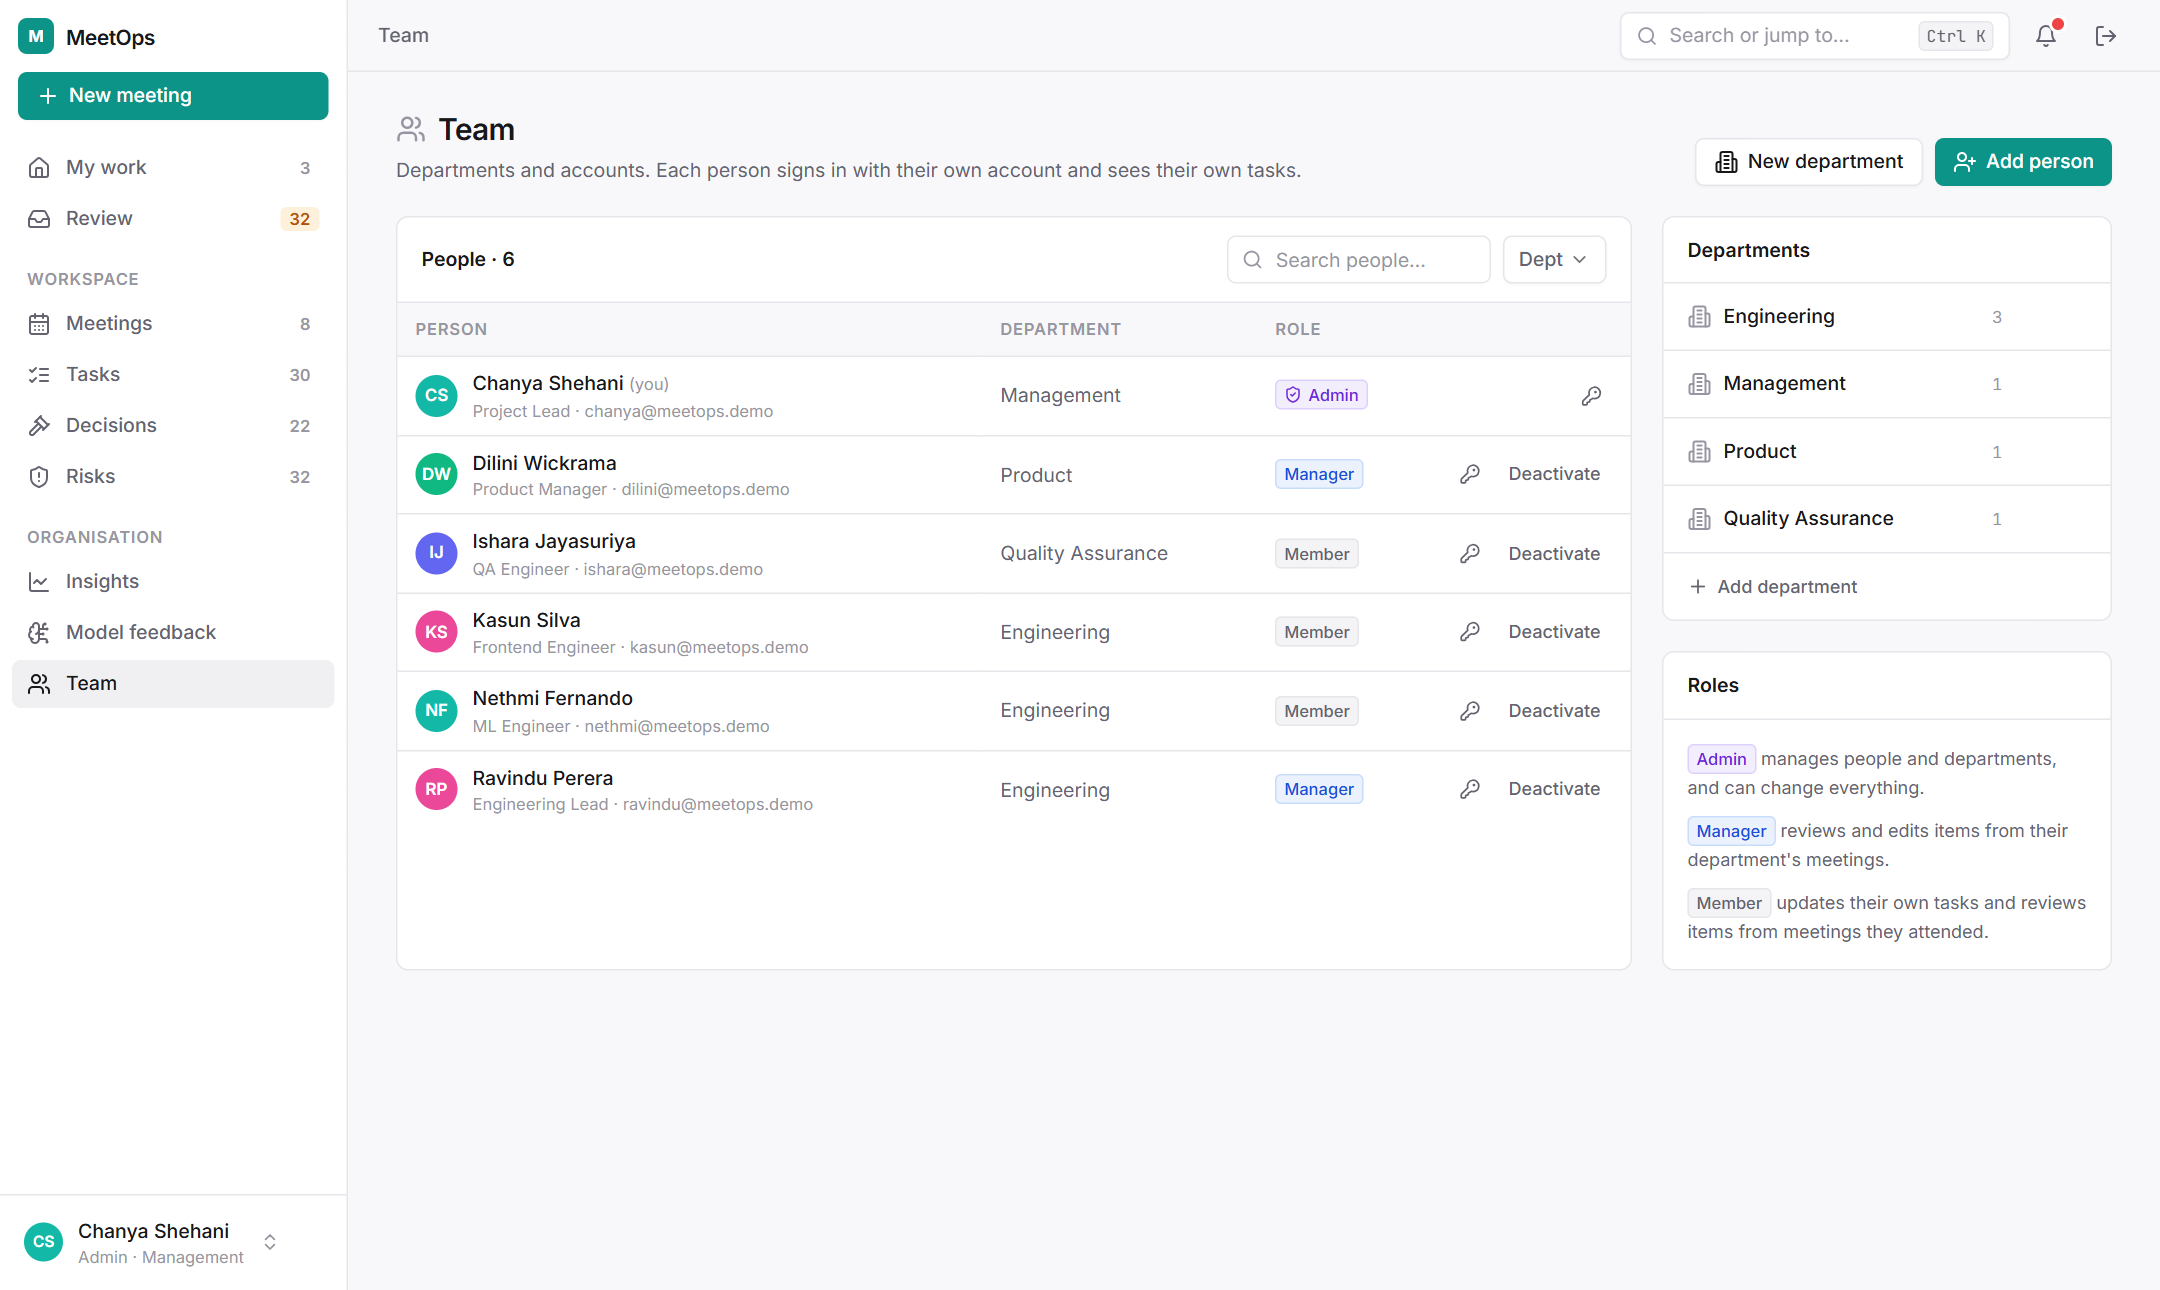 M MeetOps
New meeting
My work 3
Review 32
WORKSPACE
Meetings 8
Tasks 30
Decisions 22
Risks 32
ORGANISATION
Insights
Model feedback
Team
CS Chanya Shehani
Admin · Management
Team
Search or jump to... Ctrl K
Team
Departments and accounts. Each person signs in with their own account and sees their own tasks.
New department
Add person
People · 6
Search people...
Dept
PERSON DEPARTMENT ROLE
CS Chanya Shehani (you) Management Admin
Project Lead · chanya@meetops.demo
DW Dilini Wickrama Product Manager Deactivate
Product Manager · dilini@meetops.demo
IJ Ishara Jayasuriya Quality Assurance Member Deactivate
QA Engineer · ishara@meetops.demo
KS Kasun Silva Engineering Member Deactivate
Frontend Engineer · kasun@meetops.demo
NF Nethmi Fernando Engineering Member Deactivate
ML Engineer · nethmi@meetops.demo
RP Ravindu Perera Engineering Manager Deactivate
Engineering Lead · ravindu@meetops.demo
Departments
Engineering 3
Management 1
Product 1
Quality Assurance 1
Add department
Roles
Admin manages people and departments,
and can change everything.
Manager reviews and edits items from their
department's meetings.
Member updates their own tasks and reviews
items from meetings they attended.